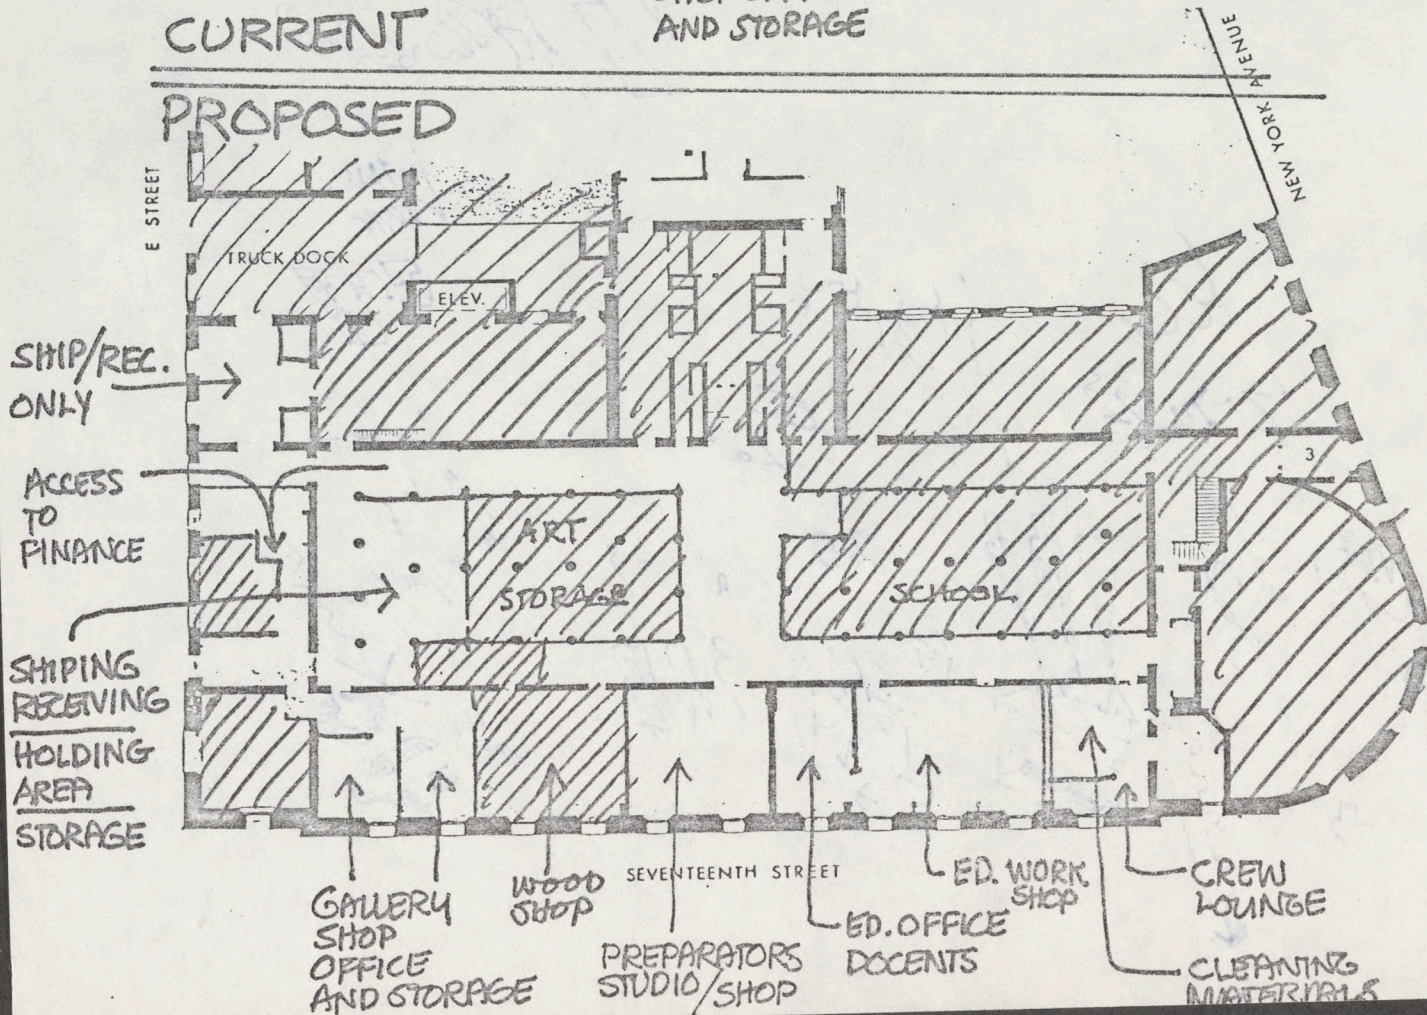 CURRENT
AND STORAGE
PROPOSED
NEW YORK AVENUE
E STREET
TRUCK DOCK
ELEV.
SHIP/REC.
ONLY
3
ACCESS
TO
FINANCE
ART
STORAGE
SCHOOL
SHIPING
RECEIVING
HOLDING
AREA
STORAGE
SEVENTEENTH STREET
GALLERY
SHOP
OFFICE
AND STORAGE
WOOD
SHOP
PREPARATORS
STUDIO/SHOP
ED. OFFICE
DOCENTS
ED. WORK
SHOP
CREW
LOUNGE
CLEANING
MATERIALS